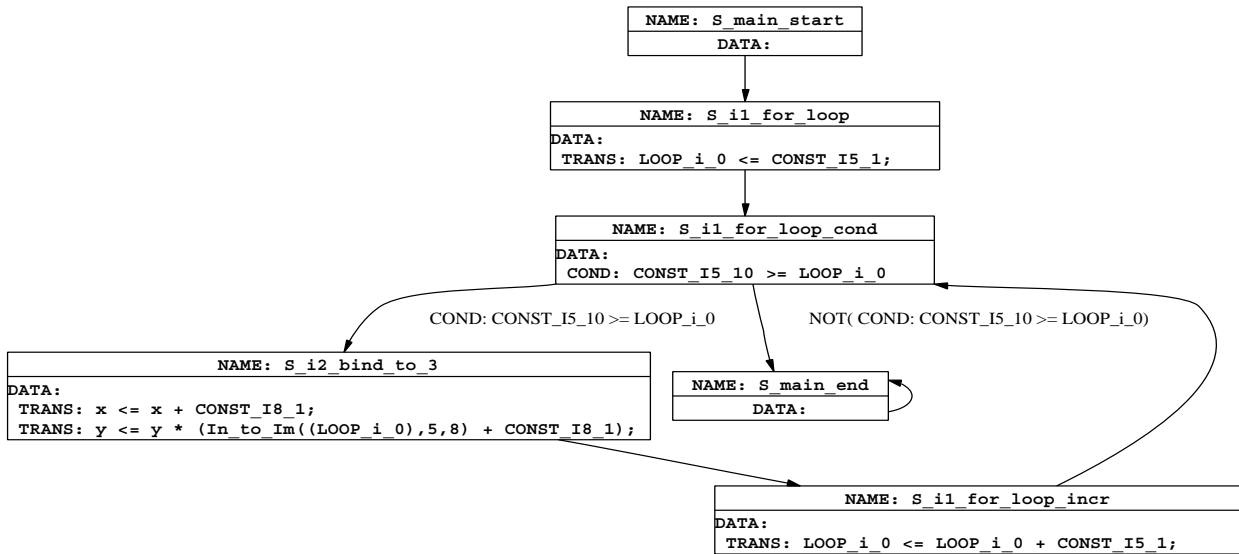 NAME: S_main_start
DATA:
NAME: S_i1_for_loop
DATA:
TRANS: LOOP_i_0 <= CONST_I5_1;
NAME: S_i1_for_loop_cond
DATA:
COND: CONST_I5_10 >= LOOP_i_0
COND: CONST_I5_10 >= LOOP_i_0
NOT( COND: CONST_I5_10 >= LOOP_i_0)
NAME: S_i2_bind_to_3
DATA:
TRANS: x <= x + CONST_I8_1;
TRANS: y <= y * (In_to_Im((LOOP_i_0),5,8) + CONST_I8_1);
NAME: S_main_end
DATA:
NAME: S_i1_for_loop_incr
DATA:
TRANS: LOOP_i_0 <= LOOP_i_0 + CONST_I5_1;